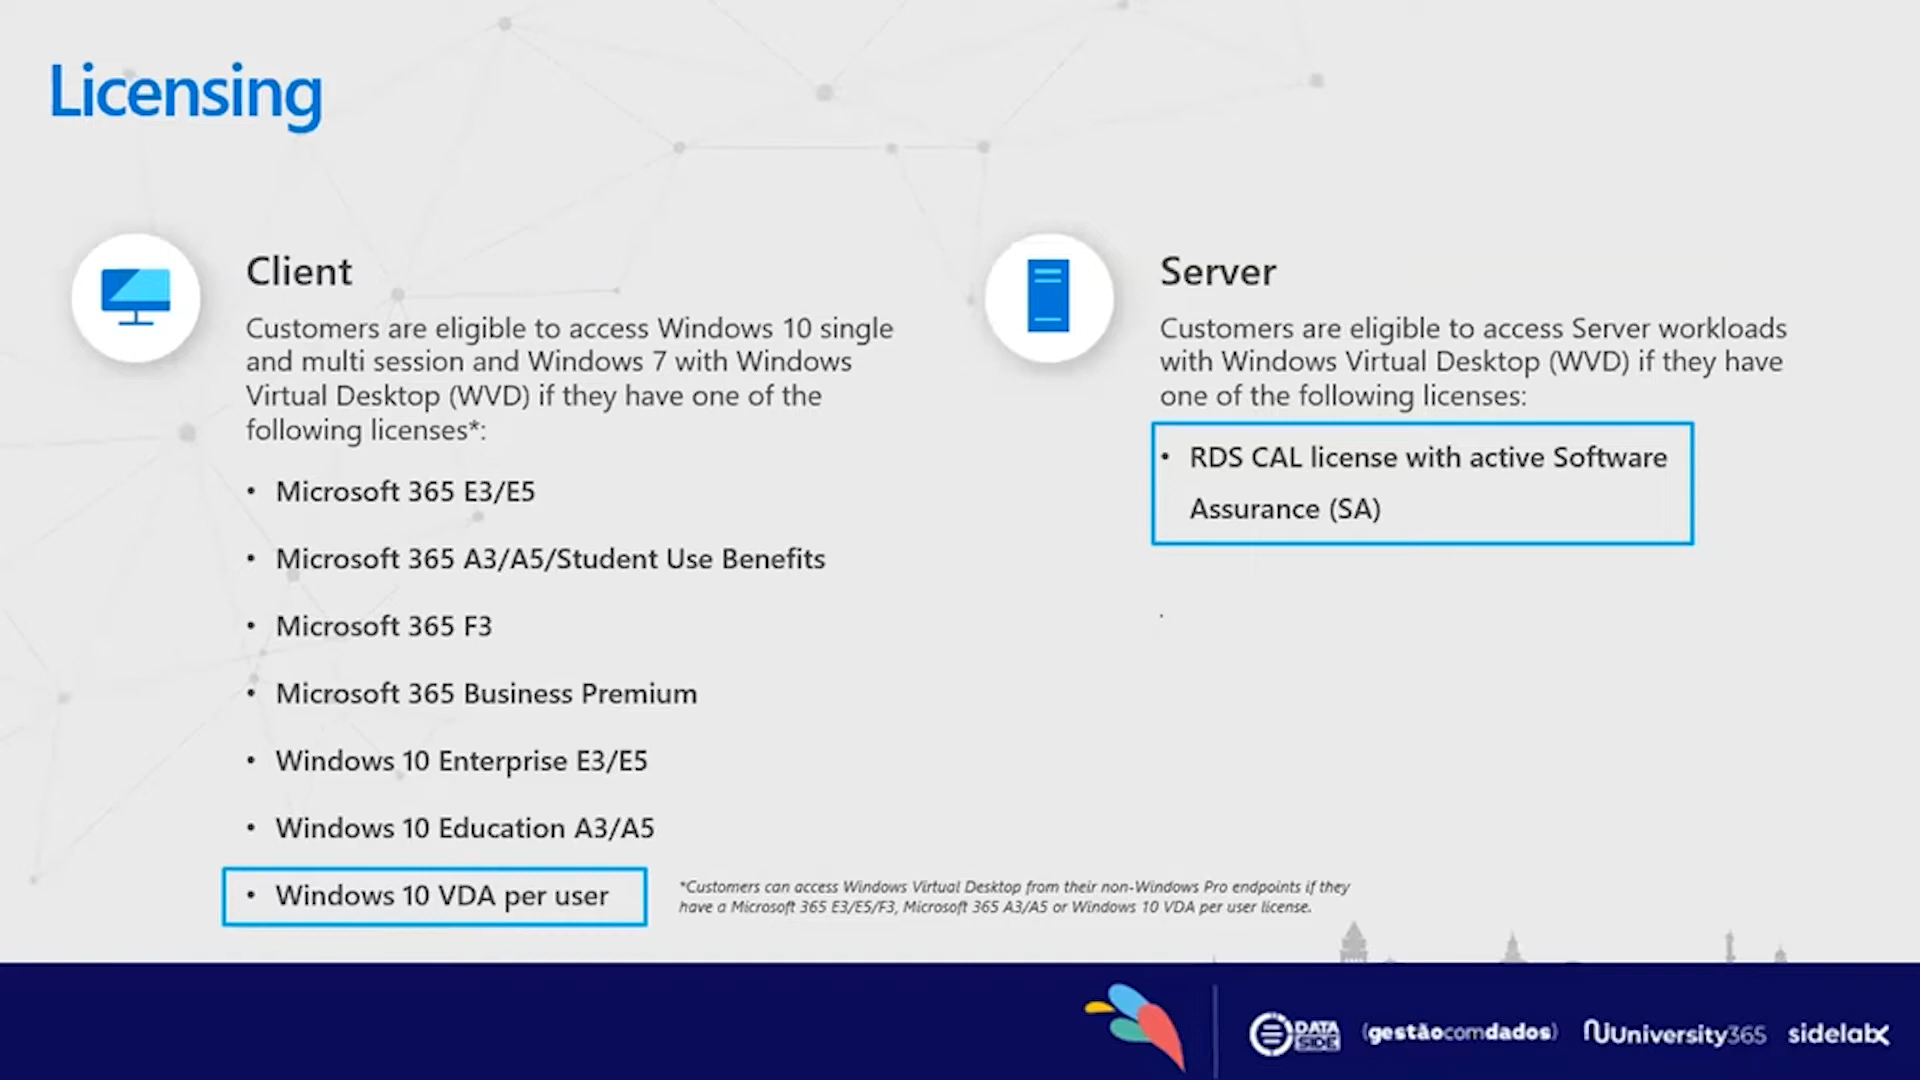 Licensing
Client
Customers are eligible to access Windows 10 single
and multi session and Windows 7 with Windows
Virtual Desktop (WVD) if they have one of the
following licenses*:
• Microsoft 365 E3/E5
• Microsoft 365 A3/A5/Student Use Benefits
• Microsoft 365 F3
• Microsoft 365 Business Premium
• Windows 10 Enterprise E3/E5
• Windows 10 Education A3/A5
• Windows 10 VDA per user
*Customers can access Windows Virtual Desktop from their non-Windows Pro endpoints if they
have a Microsoft 365 E3/E5/F3, Microsoft 365 A3/A5 or Windows 10 VDA per user license.
Server
Customers are eligible to access Server workloads
with Windows Virtual Desktop (WVD) if they have
one of the following licenses:
• RDS CAL license with active Software
Assurance (SA)
.
DATA
SIDE
(gestãocomdados)
University365
sidelabx